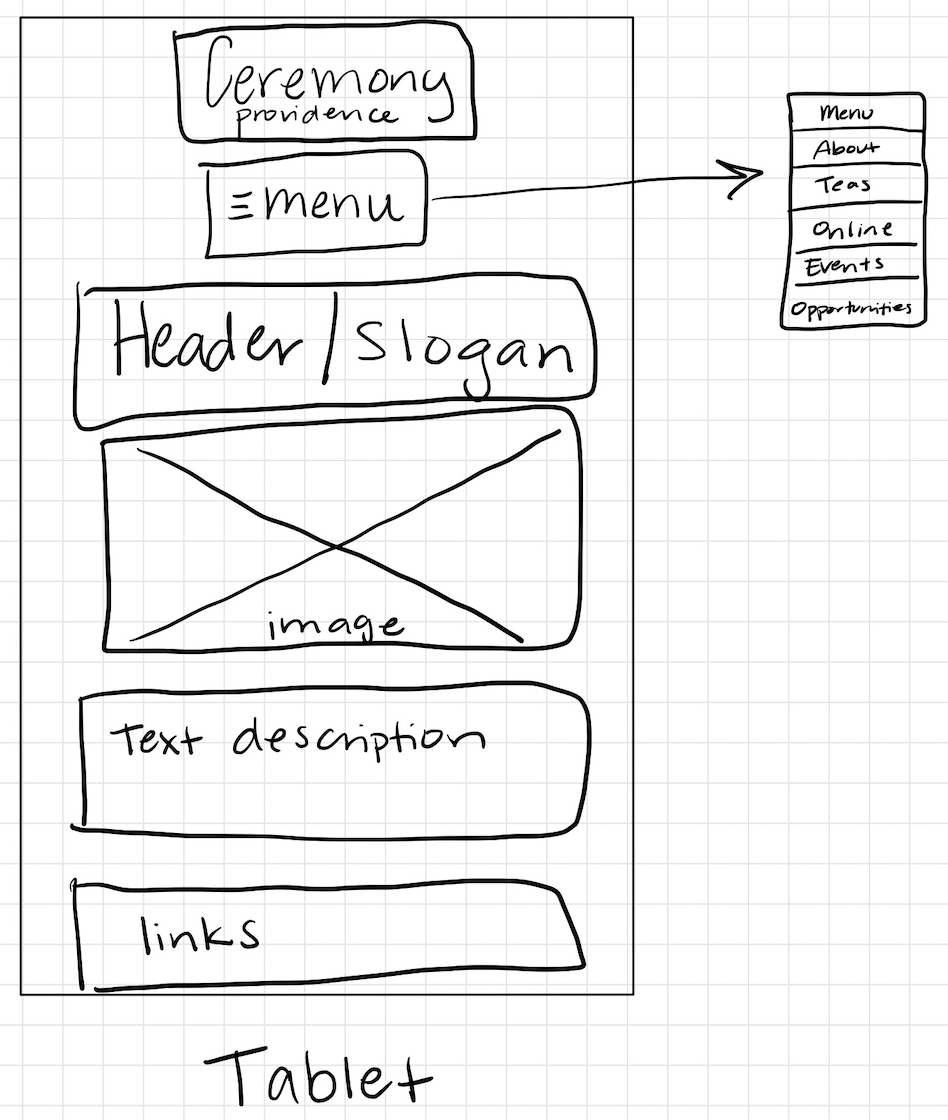 Ceremony
providence
≡ menu
Header/Slogan
image
Text description
links
Tablet
Menu
About
Teas
Online
Events
Opportunities